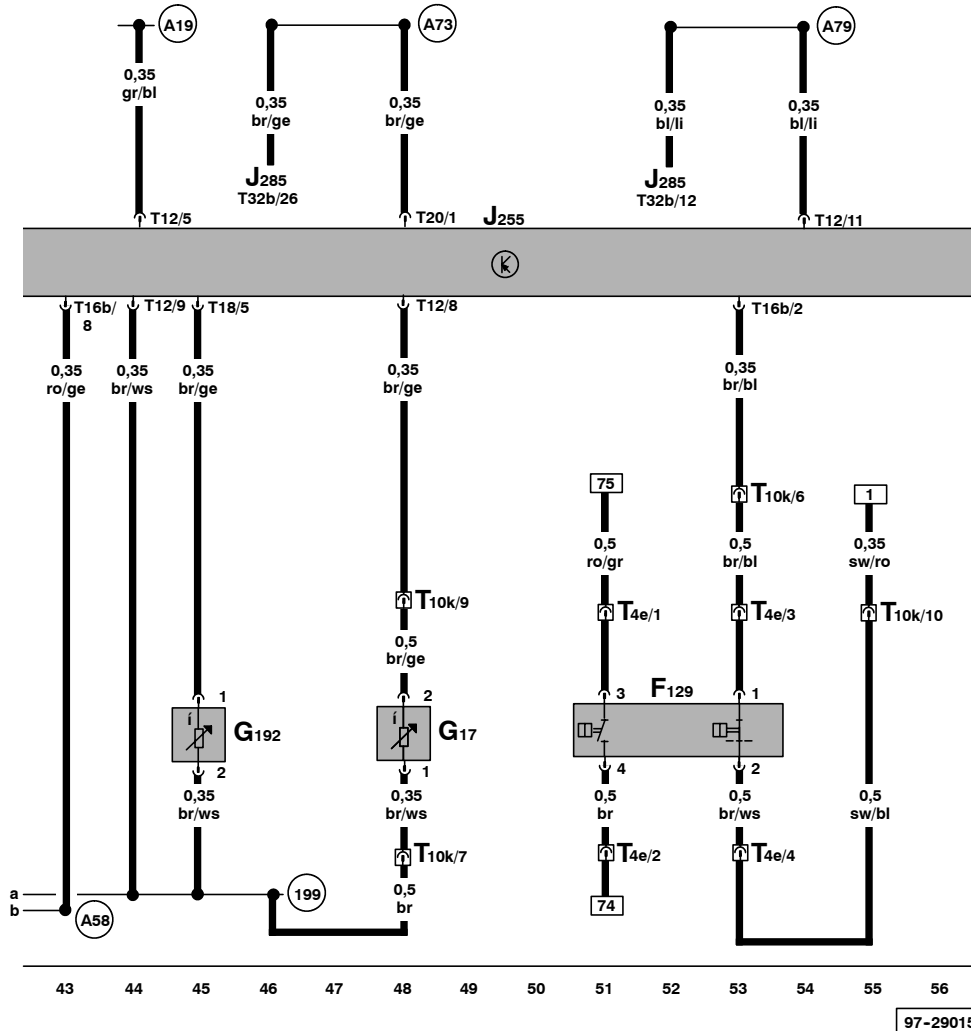 A19
A73
A79
0,35
gr/bl
0,35
br/ge
0,35
br/ge
0,35
bl/li
0,35
bl/li
J285
T32b/26
J285
T32b/12
T12/5
T20/1
J255
T12/11
T16b/
8
T12/9
T18/5
T12/8
T16b/2
0,35
ro/ge
0,35
br/ws
0,35
br/ge
0,35
br/ge
0,35
br/bl
75
T10k/6
1
0,5
ro/gr
0,5
br/bl
0,35
sw/ro
T10k/9
T4e/1
T4e/3
T10k/10
0,5
br/ge
1
2
3
F129
1
í
G192
í
G17
2
1
4
2
0,35
br/ws
0,35
br/ws
0,5
br
0,5
br/ws
0,5
sw/bl
T10k/7
T4e/2
T4e/4
a
199
0,5
br
74
b
A58
43 44 45 46 47 48 49 50 51 52 53 54 55 56
97-29015